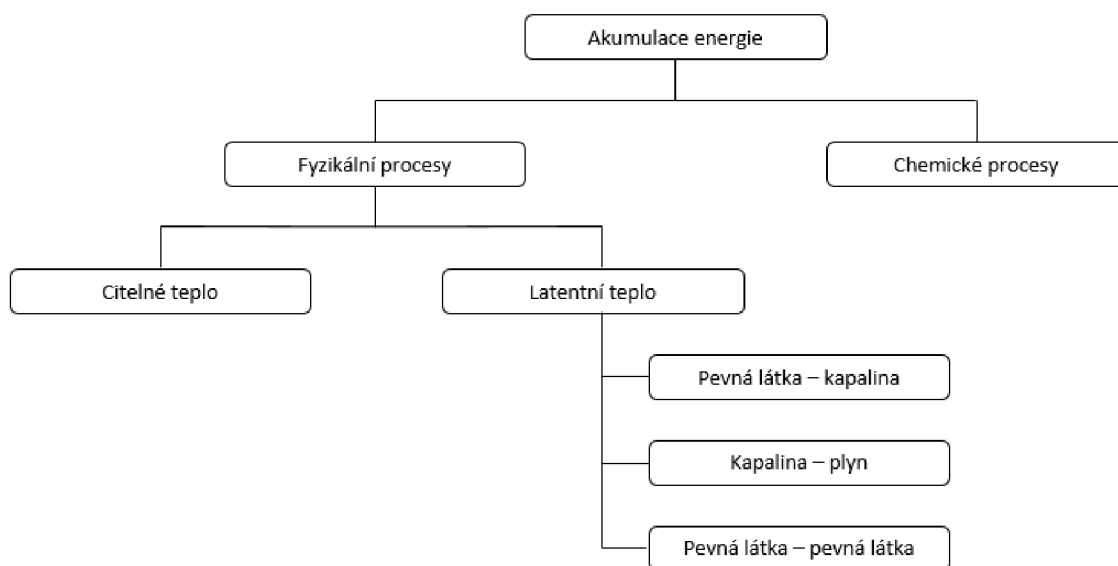 Akumulace energie
Fyzikální procesy
Chemické procesy
Citelné teplo
Latentní teplo
Pevná látka – kapalina
Kapalina – plyn
Pevná látka – pevná látka